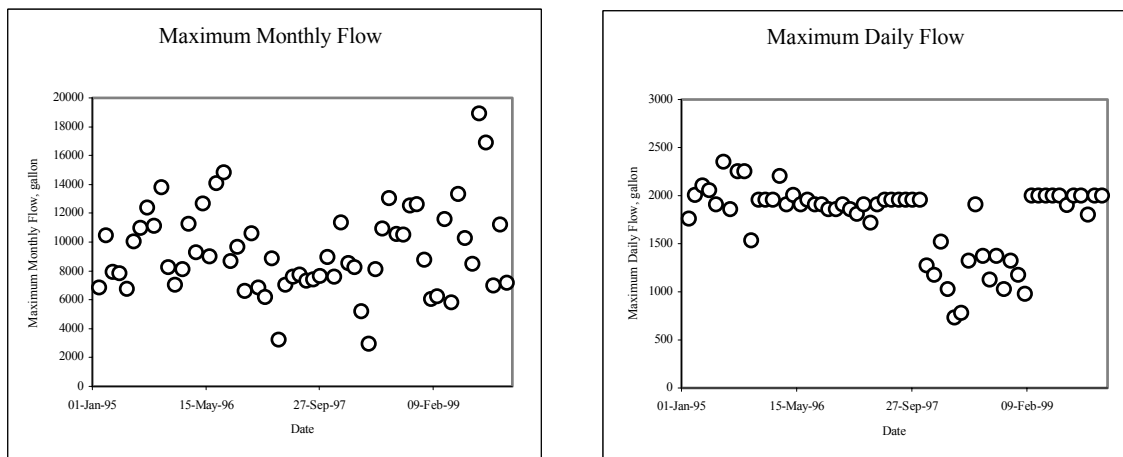 Maximum Monthly Flow
Maximum Monthly Flow, gallon
20000
18000
16000
14000
12000
10000
8000
6000
4000
2000
0
01-Jan-95
15-May-96
27-Sep-97
09-Feb-99
Date
Maximum Daily Flow
Maximum Daily Flow, gallon
3000
2500
2000
1500
1000
500
0
01-Jan-95
15-May-96
27-Sep-97
09-Feb-99
Date